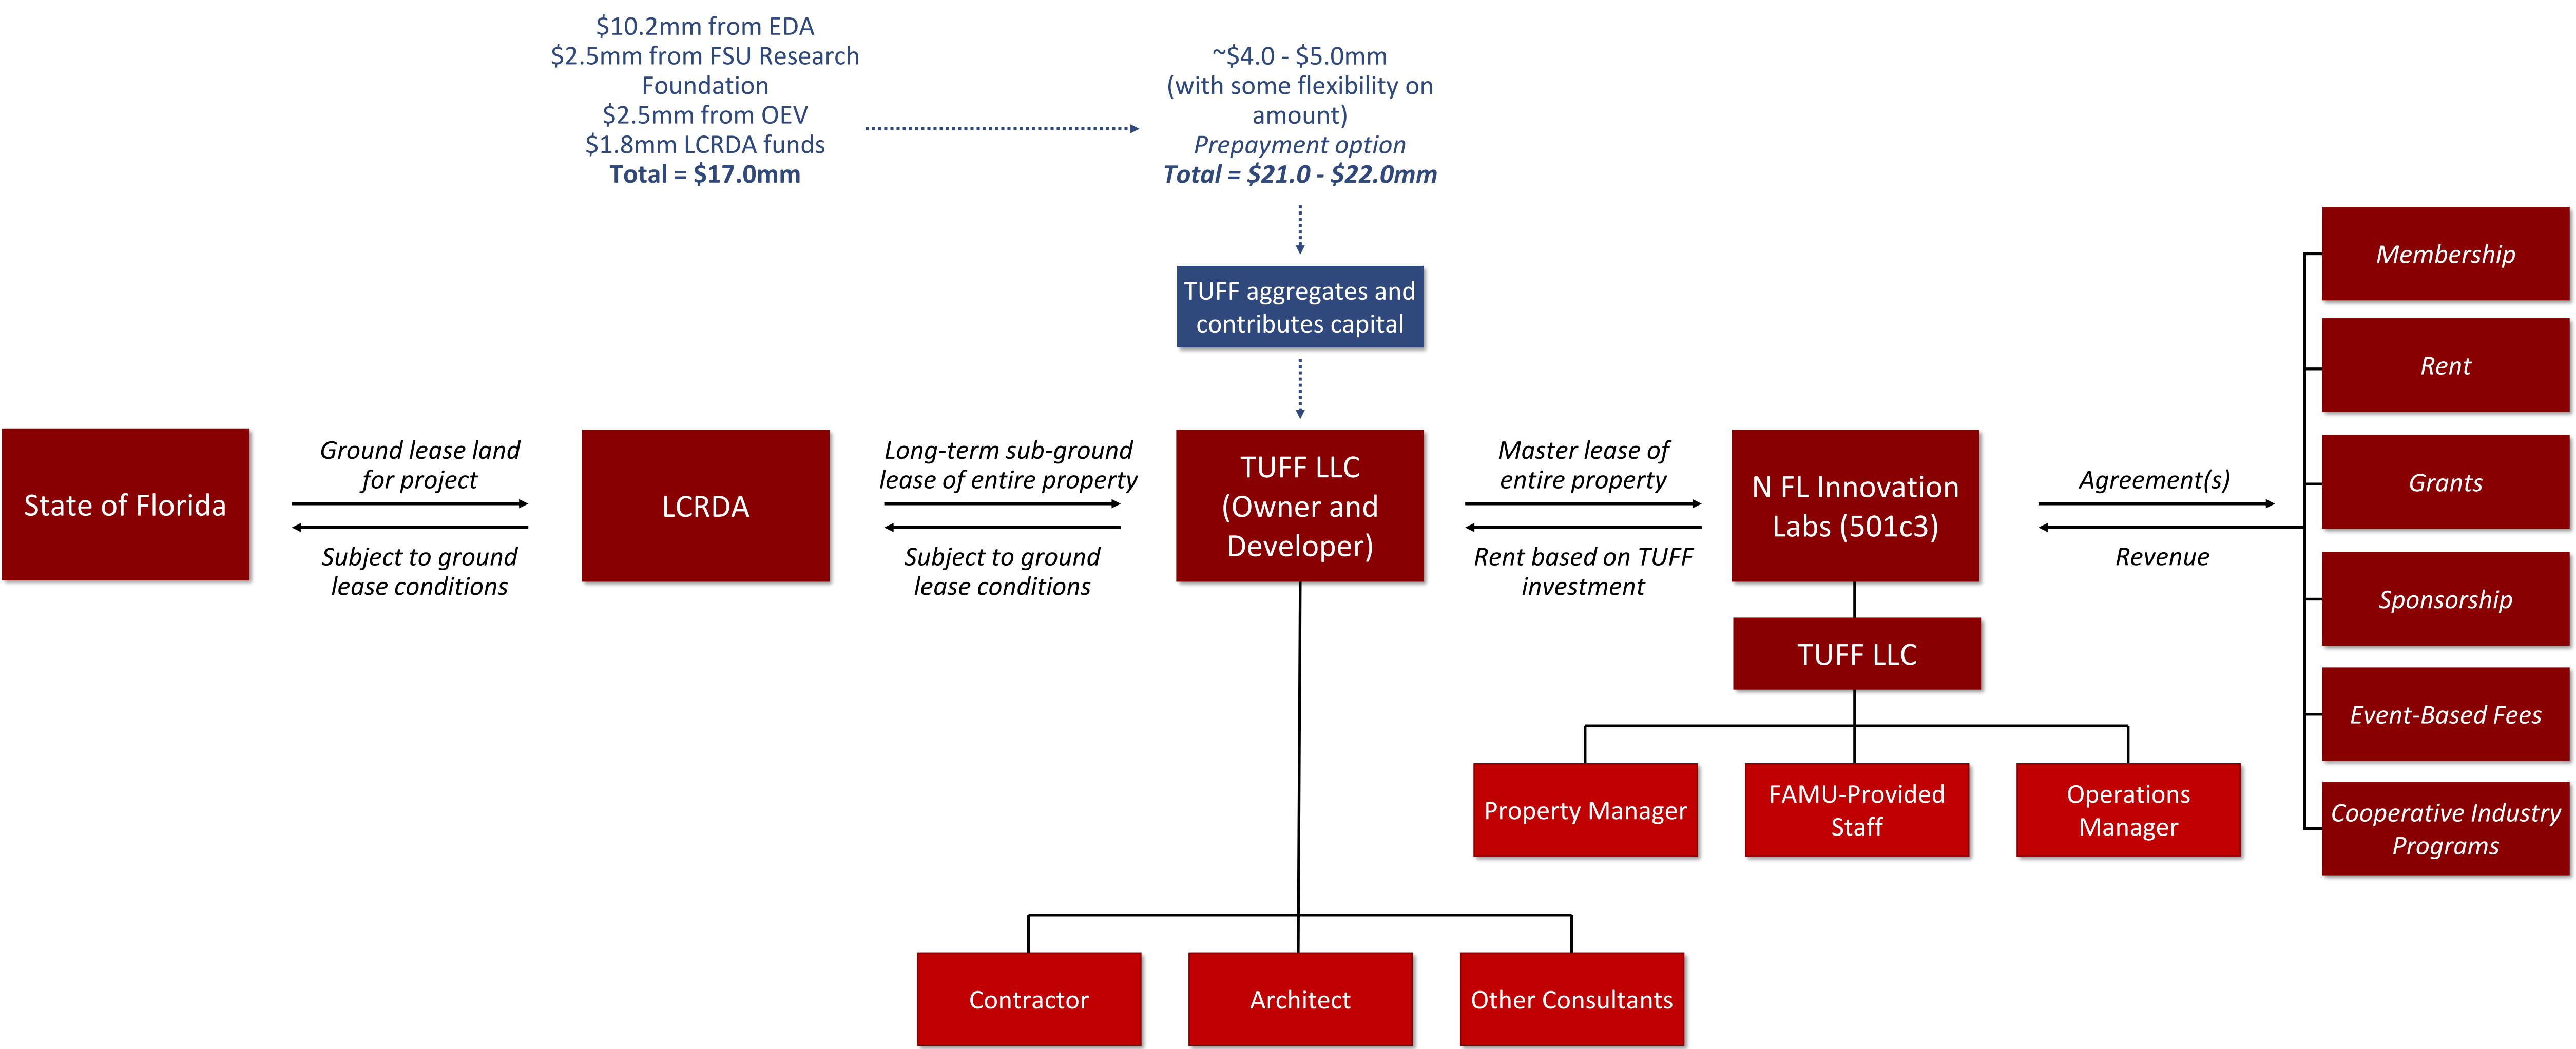 $10.2mm from EDA
$2.5mm from FSU Research
Foundation
$2.5mm from OEV
$1.8mm LCRDA funds
Total = $17.0mm
~$4.0 - $5.0mm
(with some flexibility on
amount)
Prepayment option
Total = $21.0 - $22.0mm
TUFF aggregates and
contributes capital
State of Florida
Ground lease land
for project
Subject to ground
lease conditions
LCRDA
Long-term sub-ground
lease of entire property
Subject to ground
lease conditions
TUFF LLC
(Owner and
Developer)
Master lease of
entire property
Rent based on TUFF
investment
N FL Innovation
Labs (501c3)
Agreement(s)
Revenue
Membership
Rent
Grants
Sponsorship
Event-Based Fees
Cooperative Industry
Programs
TUFF LLC
Property Manager
FAMU-Provided
Staff
Operations
Manager
Contractor
Architect
Other Consultants